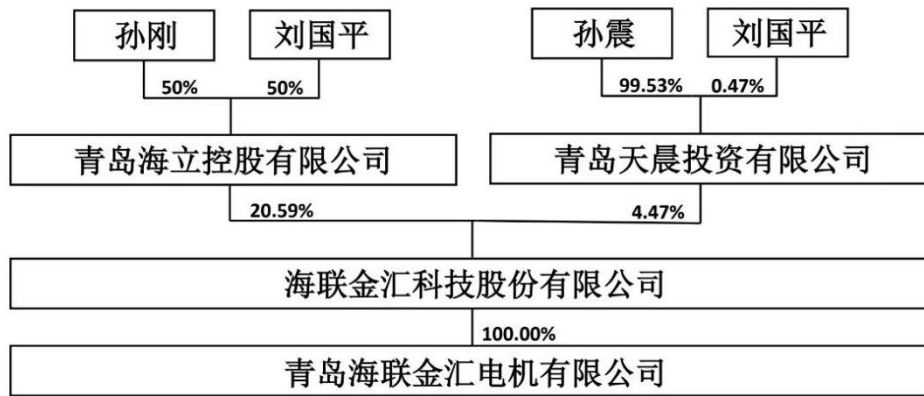 孙刚
刘国平
孙震
刘国平
50%
50%
99.53%
0.47%
青岛海立控股有限公司
青岛天晨投资有限公司
20.59%
4.47%
海联金汇科技股份有限公司
100.00%
青岛海联金汇电机有限公司